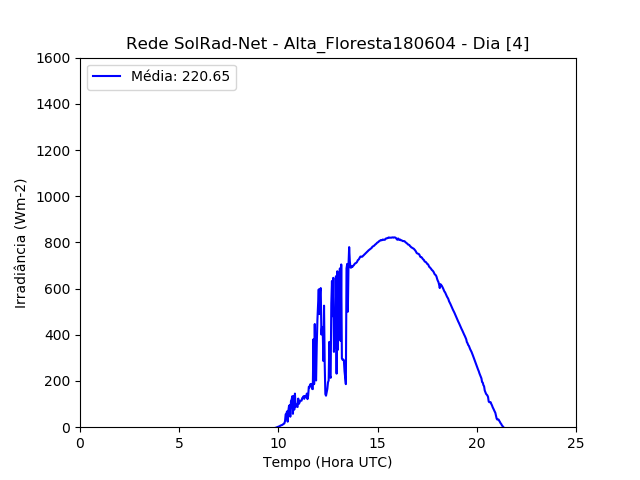 Rede SolRad-Net - Alta_Floresta180604 - Dia [4]
Média: 220.65
Irradiância (Wm-2)
1600
1400
1200
1000
800
600
400
200
0
0 5 10 15 20 25
Tempo (Hora UTC)